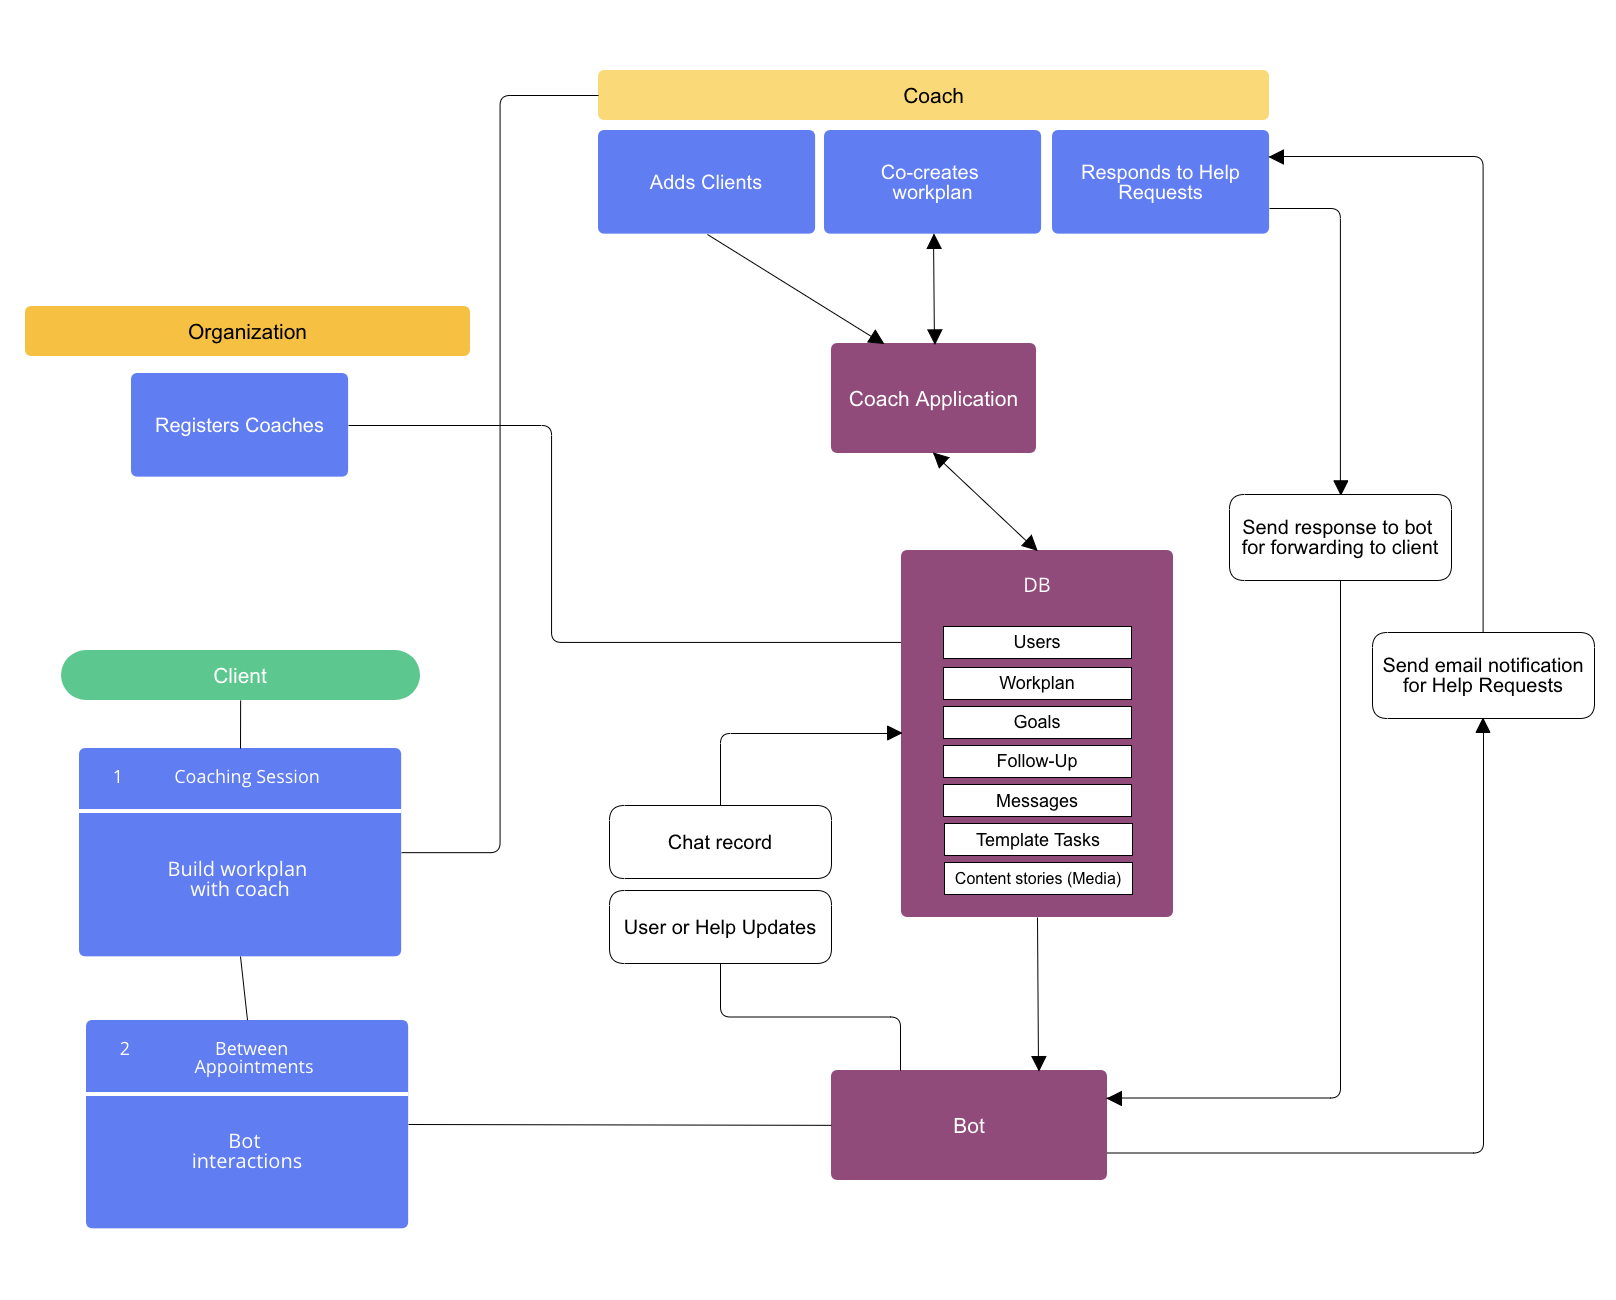 Coach
Adds Clients
Co-creates
workplan
Responds to Help
Requests
Organization
Registers Coaches
Coach Application
Send response to bot
for forwarding to client
DB
Users
Workplan
Goals
Follow-Up
Messages
Template Tasks
Content stories (Media)
Send email notification
for Help Requests
Client
1 Coaching Session
Build workplan
with coach
Chat record
User or Help Updates
2 Between
Appointments
Bot
interactions
Bot